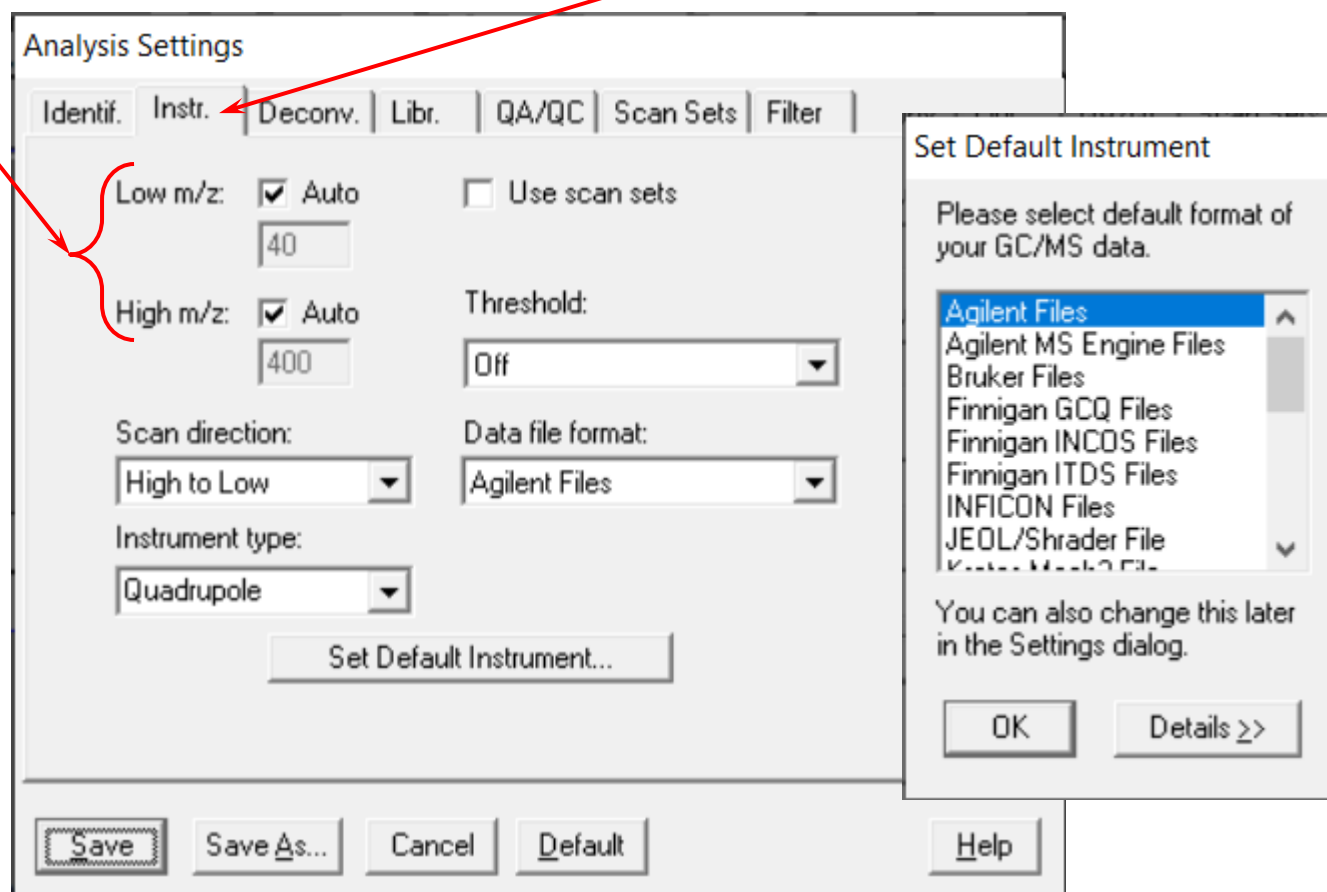 Analysis Settings
Identif. Instr. Deconv. Libr. QA/QC Scan Sets Filter
Low m/z: Auto Use scan sets
40
High m/z: Auto Threshold:
400 Off
Scan direction: Data file format:
High to Low Agilent Files
Instrument type:
Quadrupole
Set Default Instrument...
Save Save As... Cancel Default Help
Set Default Instrument
Please select default format of
your GC/MS data.
Agilent Files
Agilent MS Engine Files
Bruker Files
Finnigan GCQ Files
Finnigan INCOS Files
Finnigan ITDS Files
INFICON Files
JEOL/Shrader File
You can also change this later
in the Settings dialog.
OK Details >>